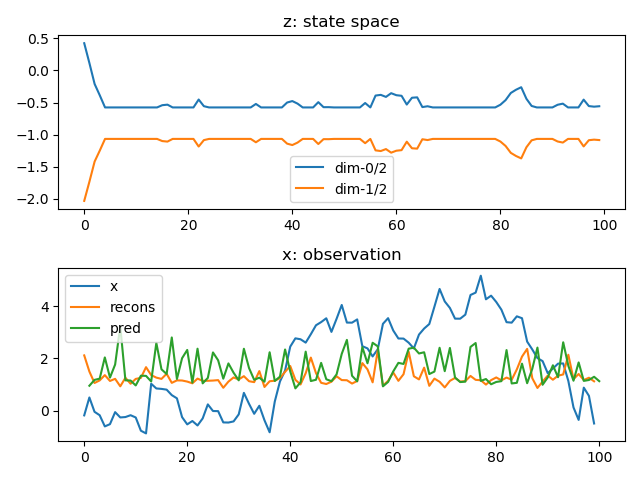 z: state space
0.5
0.0
−0.5
−1.0
−1.5
−2.0
dim-0/2
dim-1/2
0 20 40 60 80 100
x: observation
x
recons
pred
4
2
0
0 20 40 60 80 100